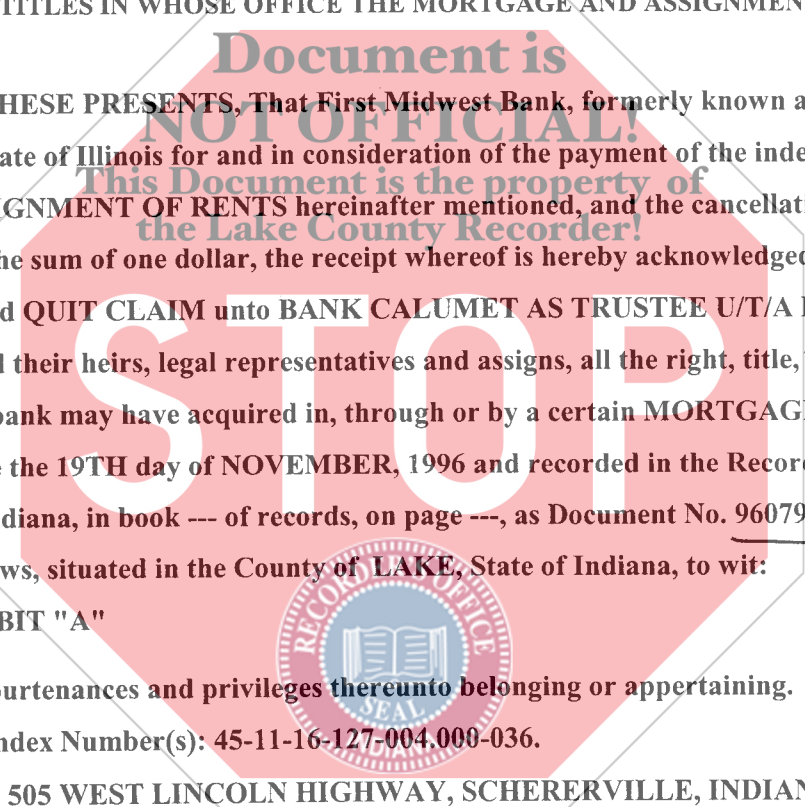 TITLES IN WHOSE OFFICE THE MORTGAGE AND ASSIGNMEN
Document is
HESE PRESENTS, That First Midwest Bank, formerly known a
NOT OFFICIAL!
ate of Illinois for and in consideration of the payment of the inde
This Document is the property of
IGNMENT OF RENTS hereinafter mentioned, and the cancellati
the Lake County Recorder!
he sum of one dollar, the receipt whereof is hereby acknowledged
d QUIT CLAIM unto BANK CALUMET AS TRUSTEE U/T/A
STOP
l their heirs, legal representatives and assigns, all the right, title,
bank may have acquired in, through or by a certain MORTGAGE
e the 19TH day of NOVEMBER, 1996 and recorded in the Record
diana, in book --- of records, on page ---, as Document No. 96079
ws, situated in the County of LAKE, State of Indiana, to wit:
BIT "A"
RECORDER'S OFFICE
ourtenances and privileges thereunto belonging or appertaining.
SEAL
INDIANA
ndex Number(s): 45-11-16-127-004.000-036.
505 WEST LINCOLN HIGHWAY, SCHERERVILLE, INDIAN